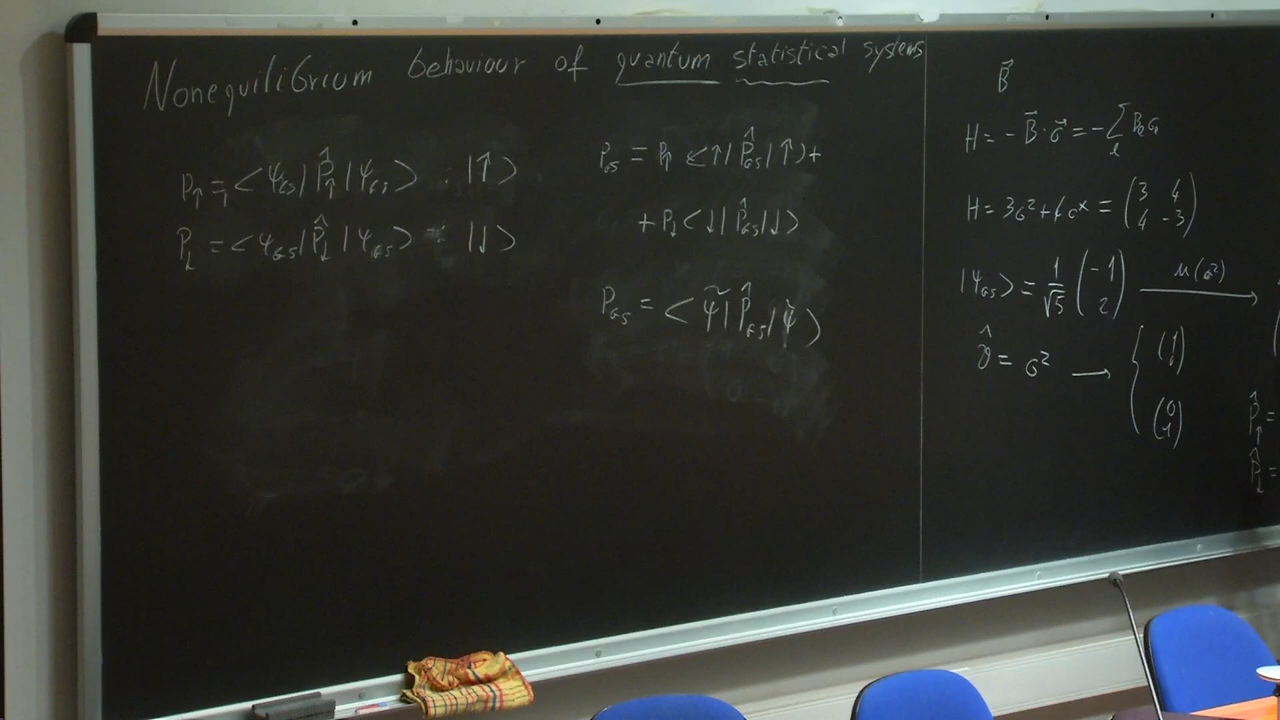 Nonequilibrium behaviour of quantum statistical systems
P↑ = <ψGS|P̂↑|ψGS> : |↑>
P↓ = <ψGS|P̂↓|ψGS> : |↓>
PGS = P↑ <↑|P̂GS|↑> +
+ P↓ <↓|P̂GS|↓>
PGS = <ψ̃|P̂GS|ψ̃>
B⃗
H = - B⃗·σ⃗ = - Σ
H = 3σᶻ + 4σˣ = (3 4
4 -3)
|ψGS> = 1/√5 (-1
2) →
= σᶻ → { (1
0)
(0
1)
P̂↑ =
P̂↓ =